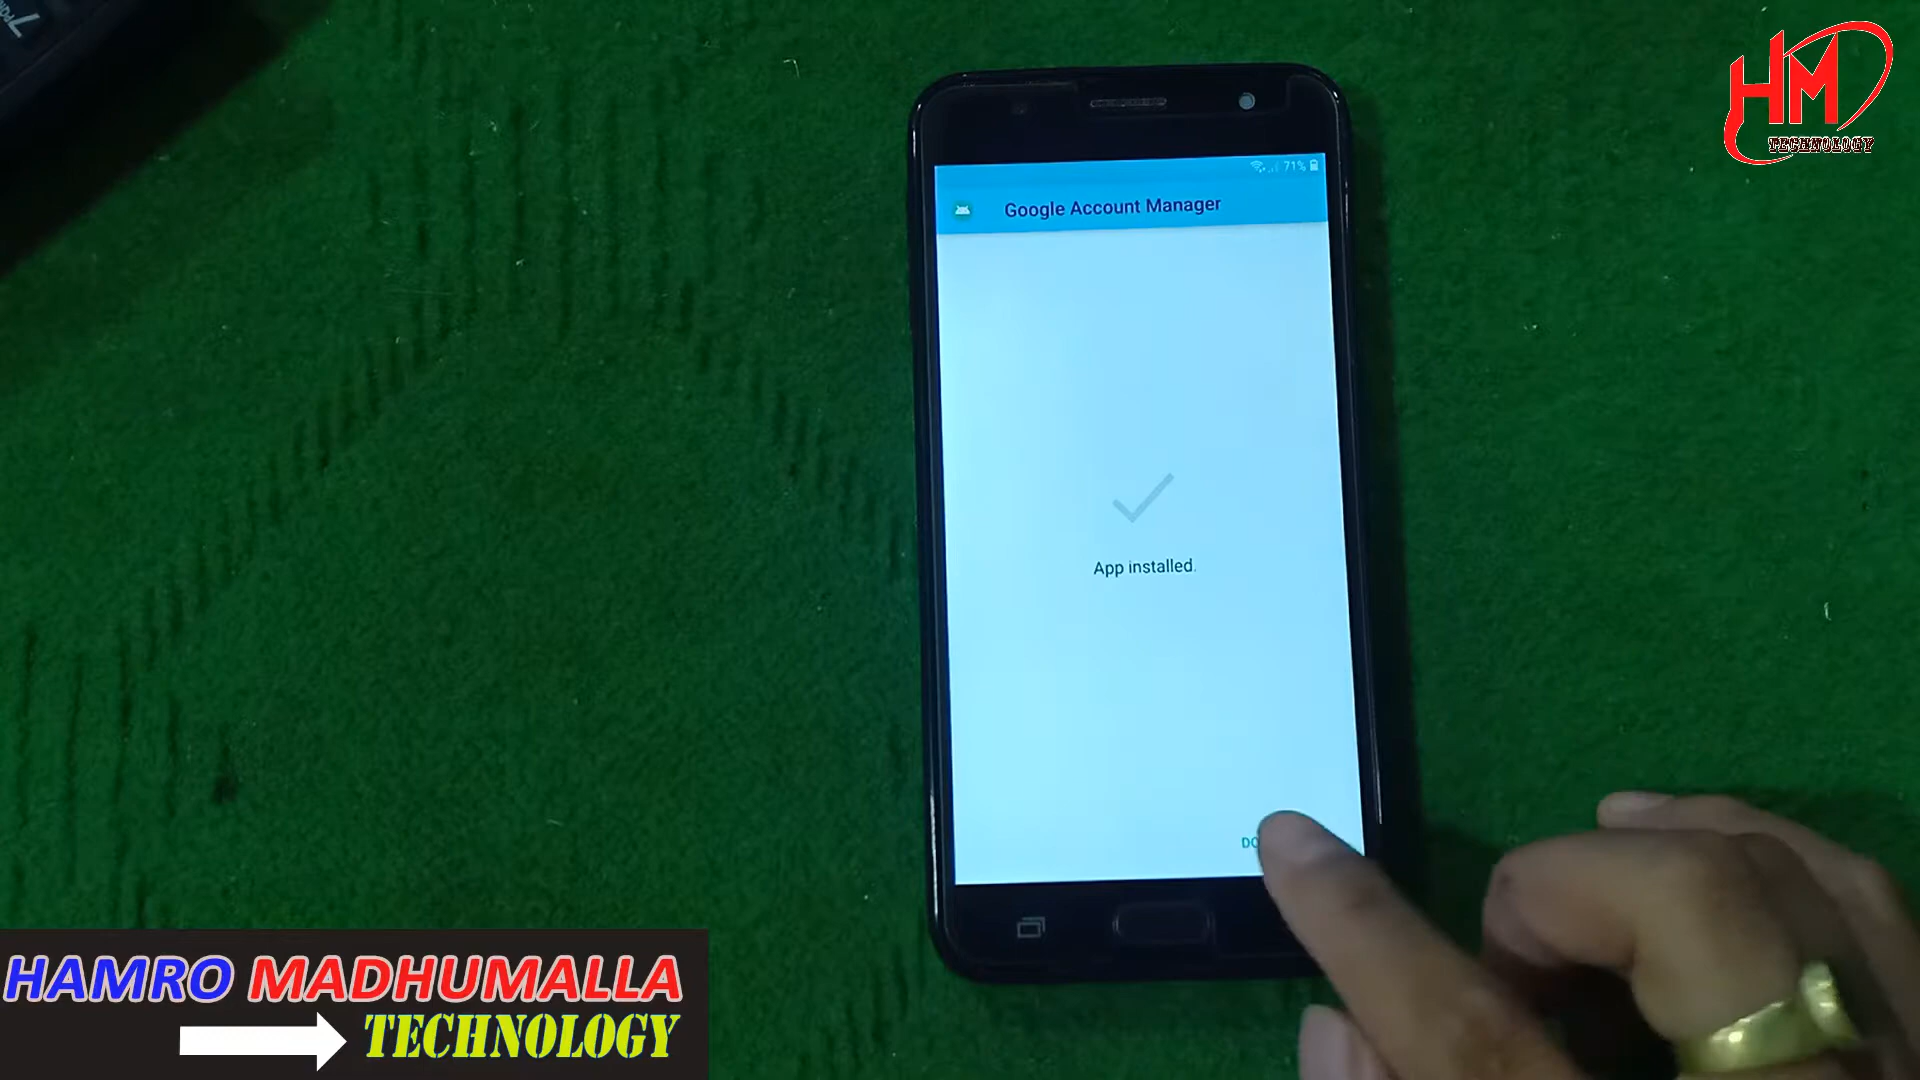 HM
TECHNOLOGY
71%
Google Account Manager
App installed.
HAMRO MADHUMALLA
TECHNOLOGY